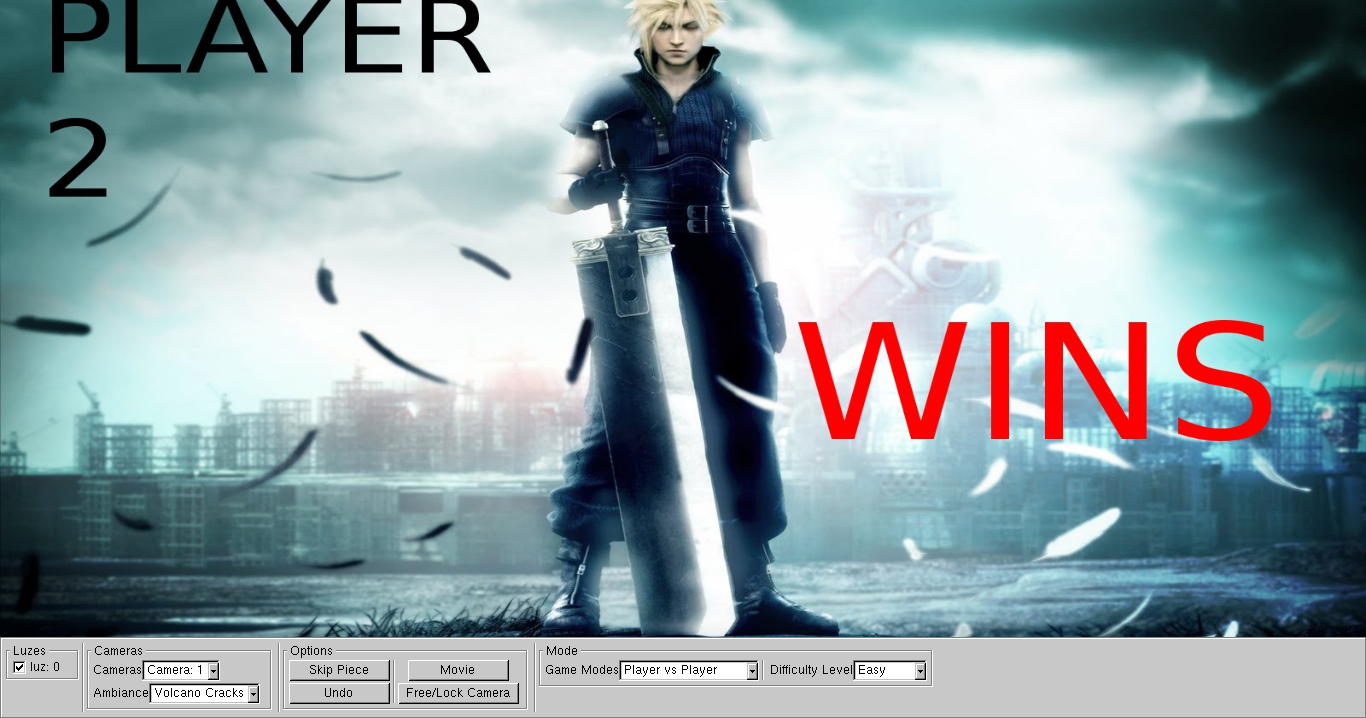 PLAYER
2
WINS
Luzes
luz: 0
Cameras
Cameras Camera: 1
Ambiance Volcano Cracks
Options
Skip Piece
Movie
Undo
Free/Lock Camera
Mode
Game Modes Player vs Player
Difficulty Level Easy